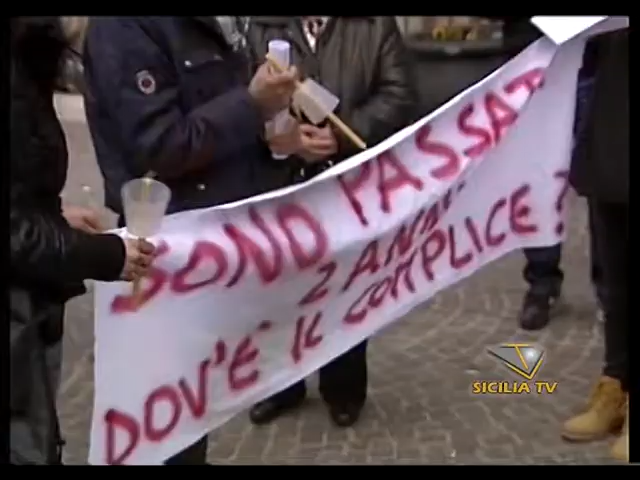 SONO PASSATI
2 ANNI
DOV'È IL COMPLICE?
SICILIA TV